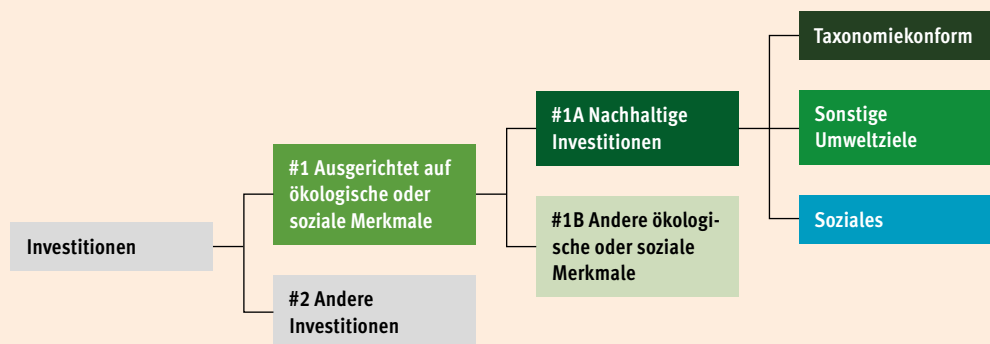 Investitionen
#1 Ausgerichtet auf
ökologische oder
soziale Merkmale
#2 Andere
Investitionen
#1A Nachhaltige
Investitionen
#1B Andere ökologi-
sche oder soziale
Merkmale
Taxonomiekonform
Sonstige
Umweltziele
Soziales